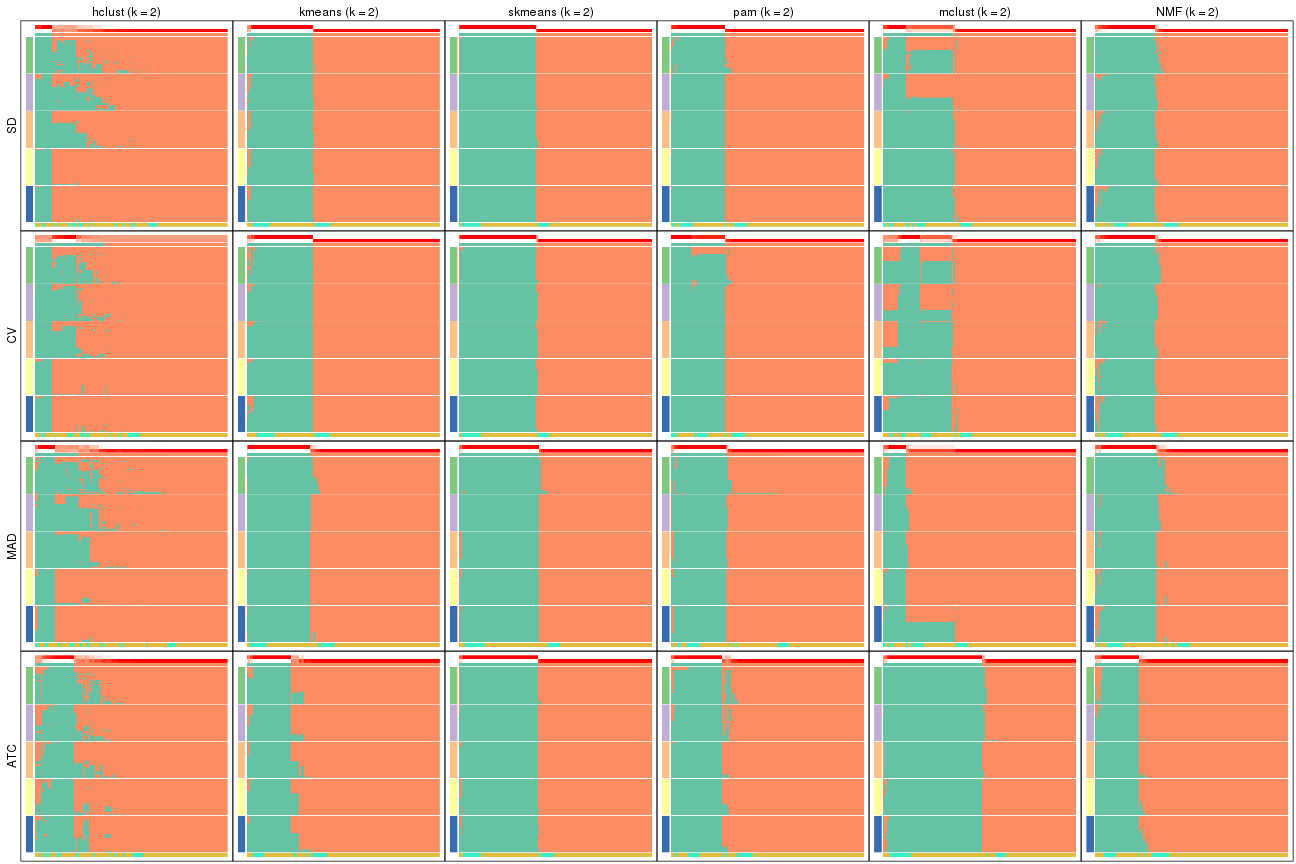 hclust (k = 2) kmeans (k = 2) skmeans (k = 2) pam (k = 2) mclust (k = 2) NMF (k = 2)
SD
CV
MAD
ATC